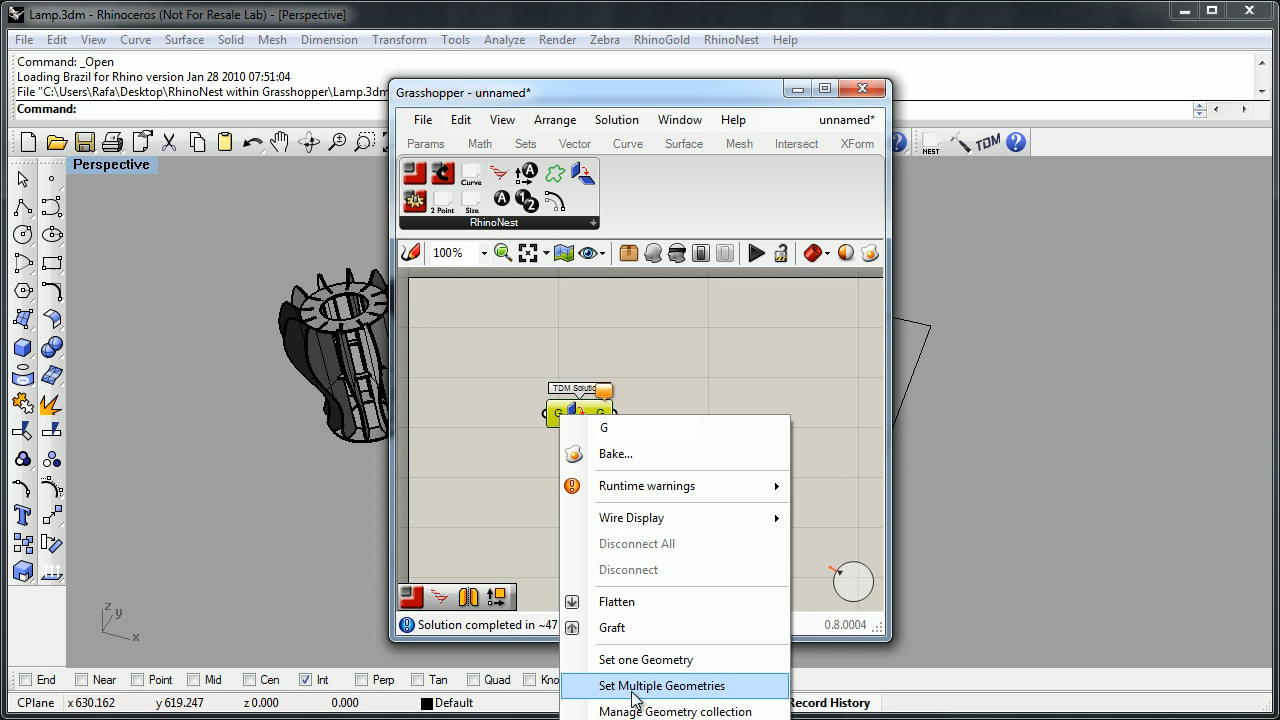 Lamp.3dm - Rhinoceros (Not For Resale Lab) - [Perspective]
File Edit View Curve Surface Solid Mesh Dimension Transform Tools Analyze Render Zebra RhinoGold RhinoNest Help
Command: _Open
Loading Brazil for Rhino version Jan 28 2010 07:51:04
File "C:\Users\Rafa\Desktop\RhinoNest within Grasshopper\Lamp.3dm
Command:
NEST TDM
Perspective
Grasshopper - unnamed*
File Edit View Arrange Solution Window Help unnamed*
Params Math Sets Vector Curve Surface Mesh Intersect XForm
Curve A
2 Point Size A 1 2
RhinoNest
100%
TDM Solutio
G G
G
Bake...
Runtime warnings
Wire Display
Disconnect All
Disconnect
Flatten
Graft
Set one Geometry
Set Multiple Geometries
Manage Geometry collection
Solution completed in ~47
0.8.0004
z y
x
End Near Point Mid Cen Int Perp Tan Quad Kno
CPlane x 630.162 y 619.247 z 0.000 0.000 Default Record History